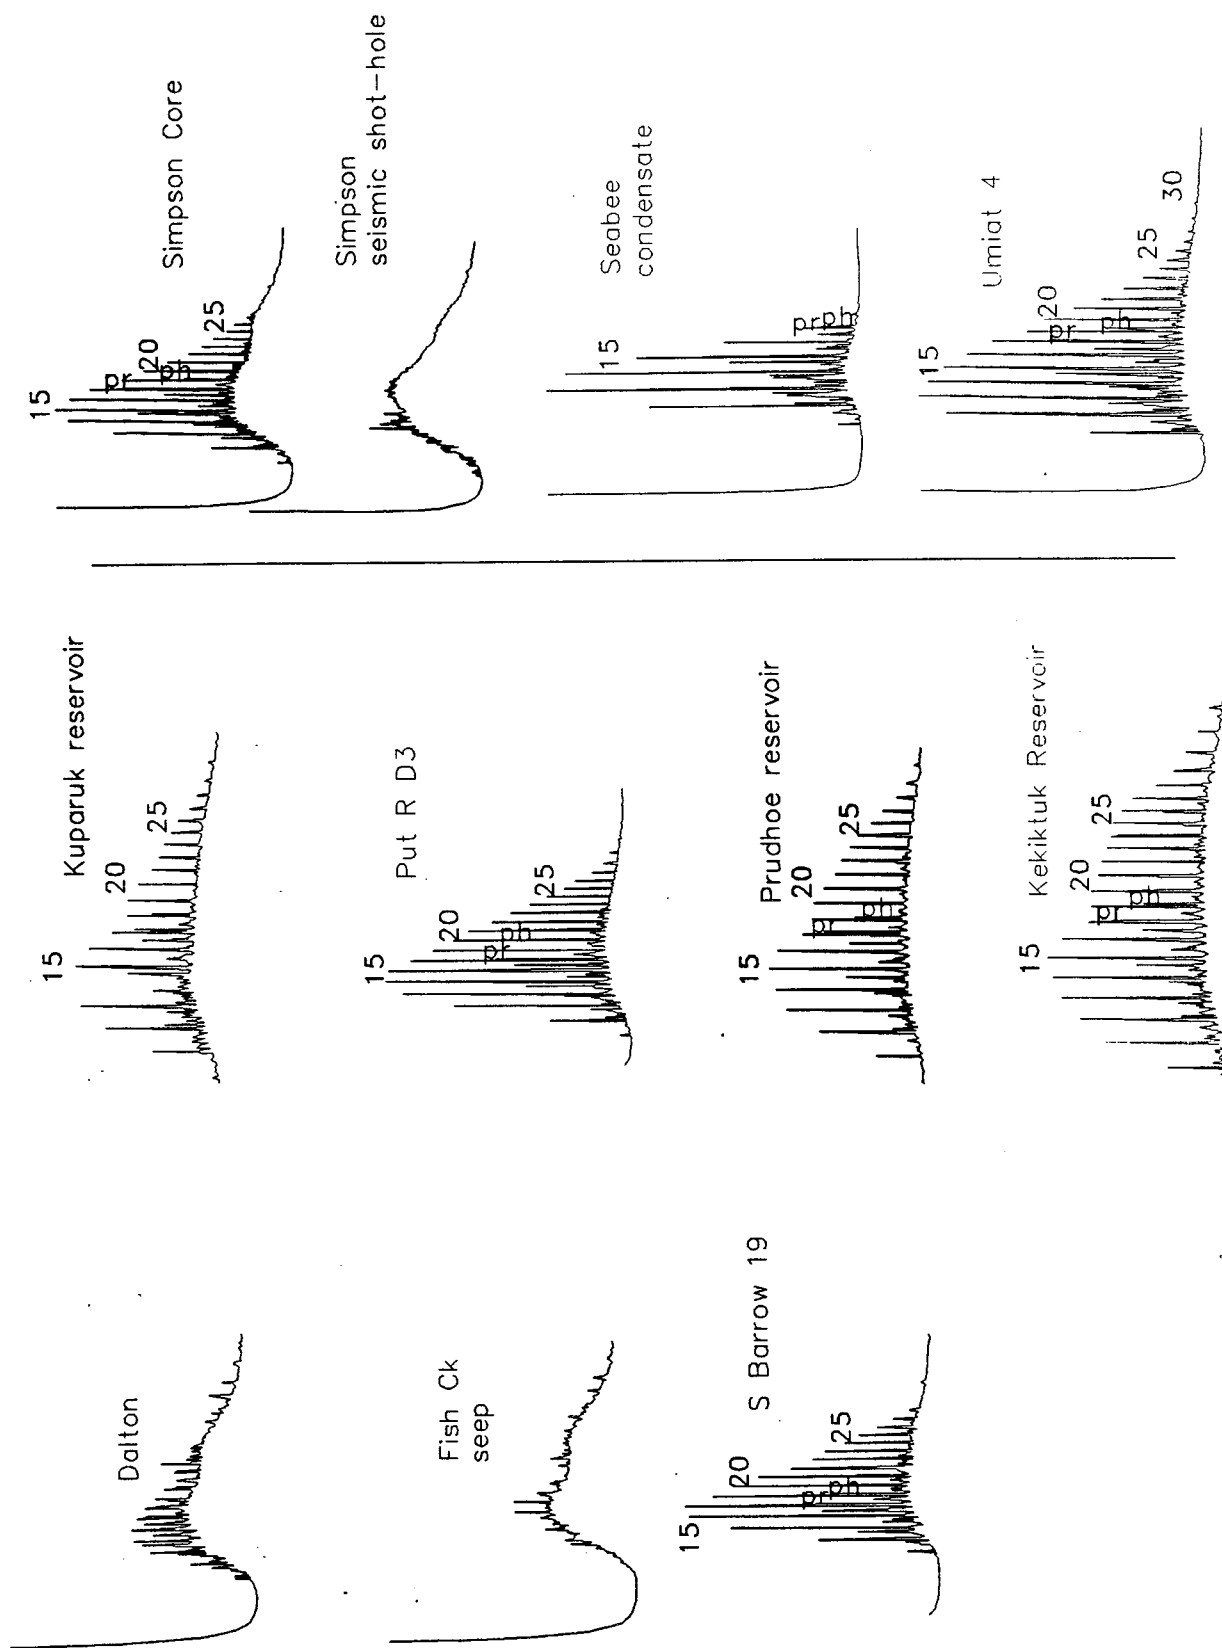 15
pr
20
ph
25
Simpson Core
Simpson
seismic shot-hole
15
prph
Seabee
condensate
15
pr
20
ph
25
30
Umiat 4
15
20
25
Kuparuk reservoir
15
pr
20
ph
25
Put R D3
15
pr
20
ph
25
Prudhoe reservoir
15
pr
20
ph
25
Kekiktuk Reservoir
Dalton
Fish Ck
seep
15
pr
ph
20
25
S Barrow 19